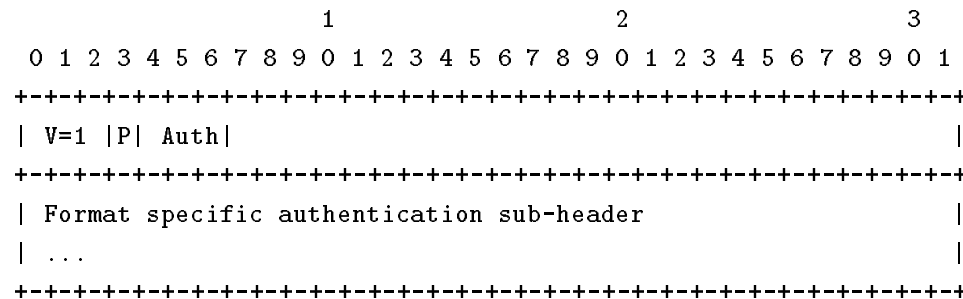 1                   2                   3
 0 1 2 3 4 5 6 7 8 9 0 1 2 3 4 5 6 7 8 9 0 1 2 3 4 5 6 7 8 9 0 1
+-+-+-+-+-+-+-+-+-+-+-+-+-+-+-+-+-+-+-+-+-+-+-+-+-+-+-+-+-+-+-+-+
| V=1 |P| Auth|                                                 |
+-+-+-+-+-+-+-+-+-+-+-+-+-+-+-+-+-+-+-+-+-+-+-+-+-+-+-+-+-+-+-+-+
| Format specific authentication sub-header                     |
| ...                                                           |
+-+-+-+-+-+-+-+-+-+-+-+-+-+-+-+-+-+-+-+-+-+-+-+-+-+-+-+-+-+-+-+-+